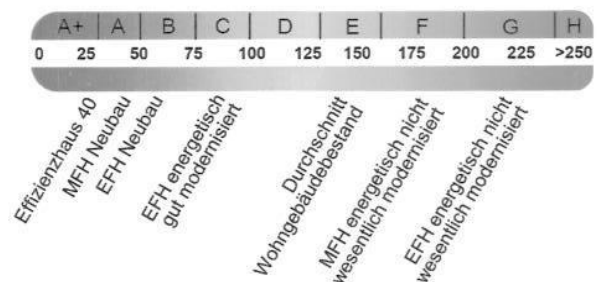 A+ A B C D E F G H
0 25 50 75 100 125 150 175 200 225 >250
Effizienzhaus 40
MFH Neubau
EFH Neubau
EFH energetisch
gut modernisiert
Durchschnitt
Wohngebäudebestand
MFH energetisch nicht
wesentlich modernisiert
EFH energetisch nicht
wesentlich modernisiert